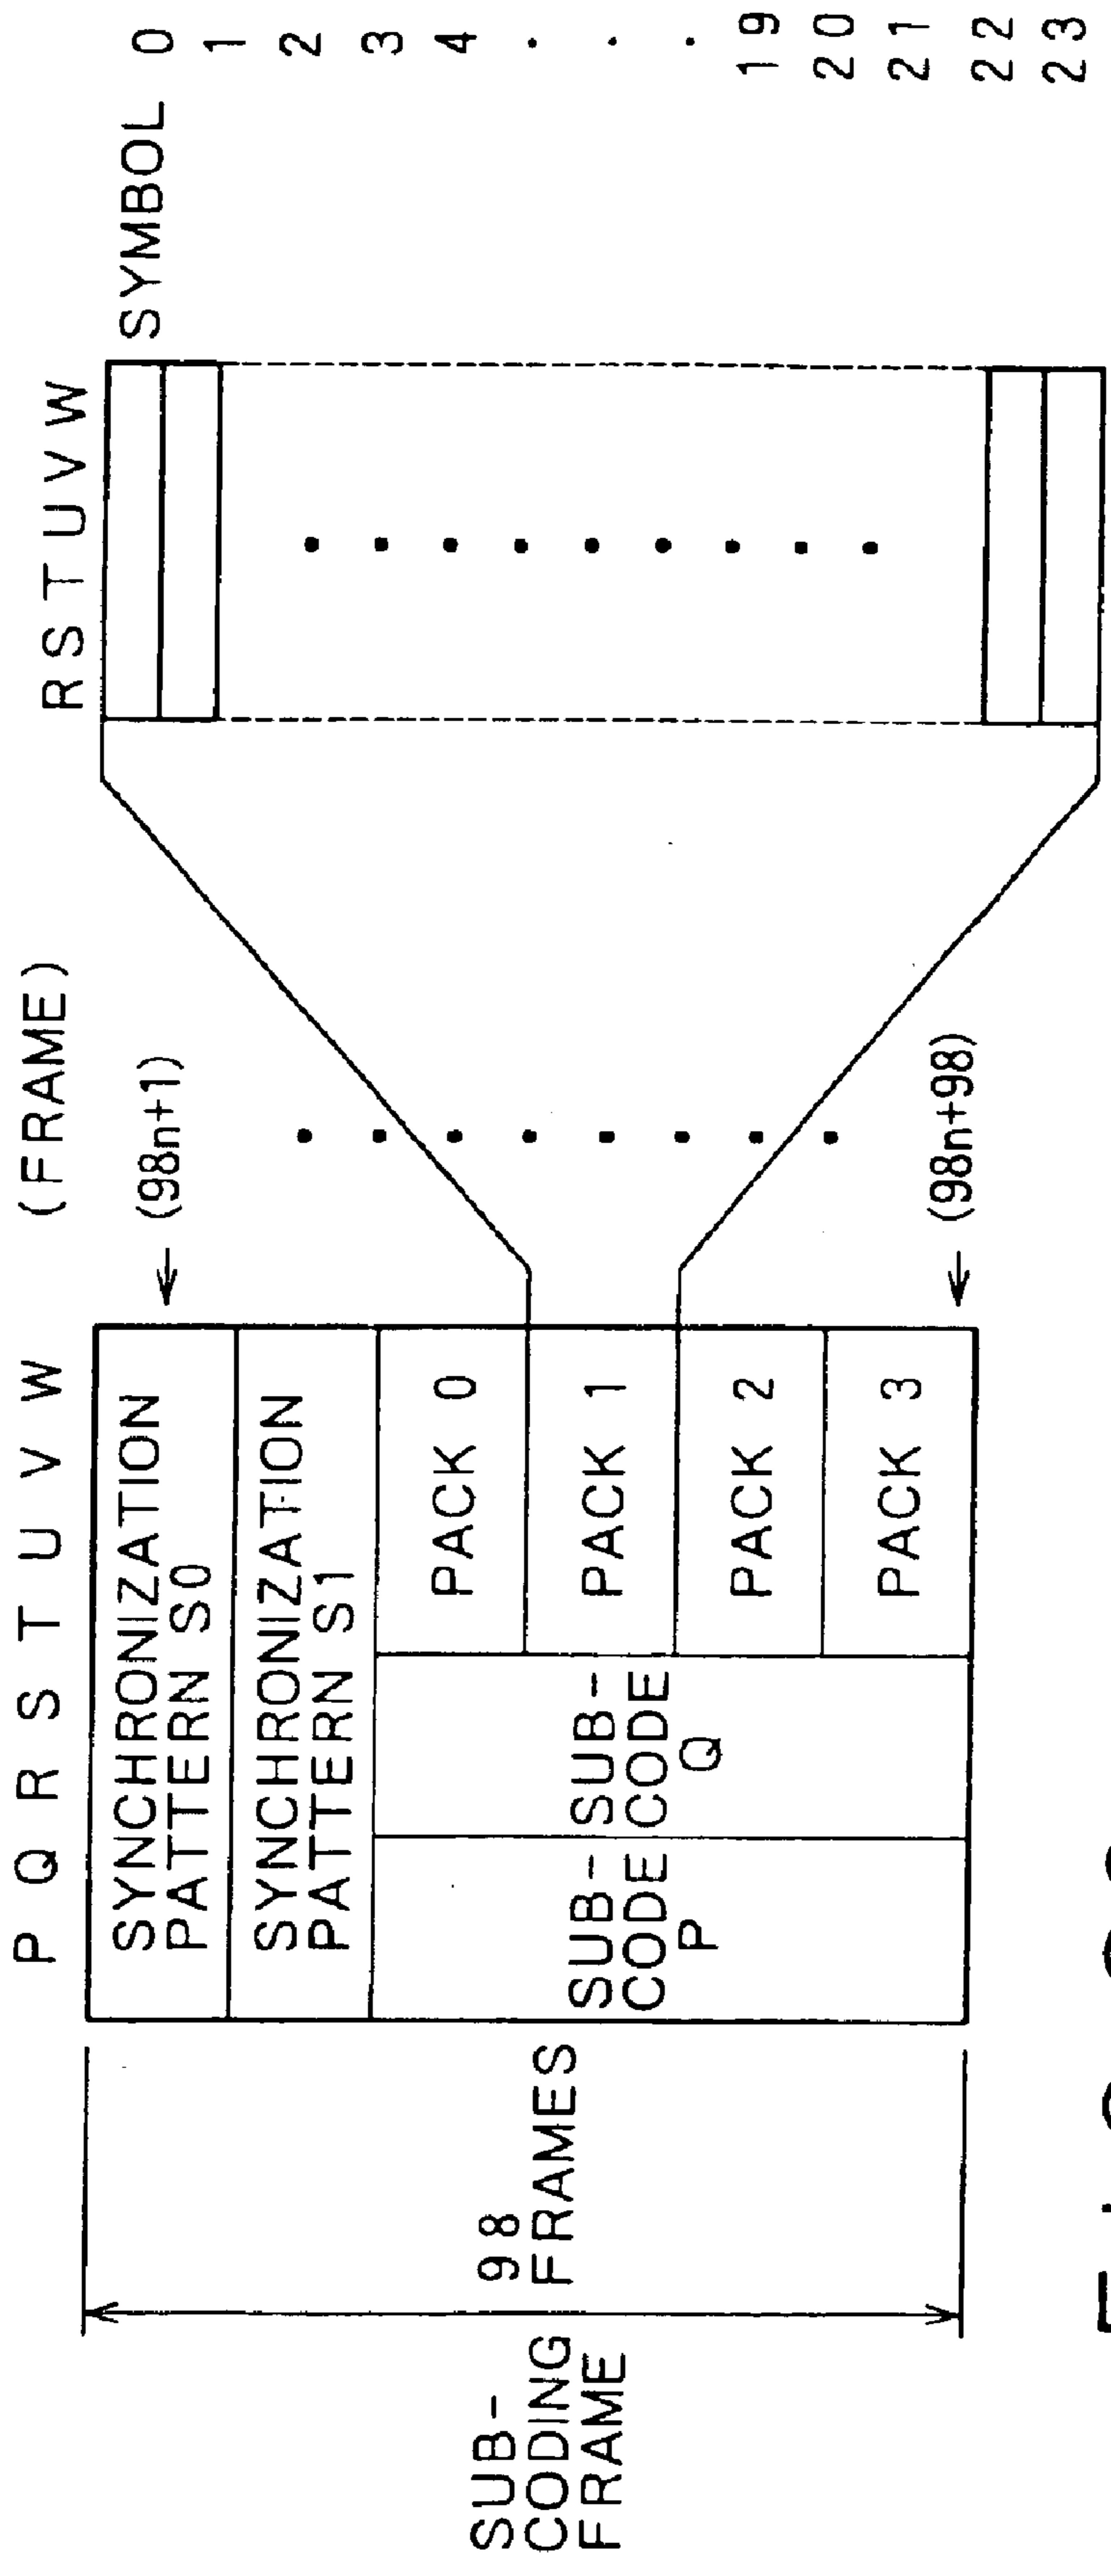 (FRAME)
P Q R S T U V W
SYNCHRONIZATION
PATTERN S0
← (98n+1)
SYNCHRONIZATION
PATTERN S1
SUB-
CODING
FRAME
98
FRAMES
SUB-
CODE
P
SUB-
CODE
Q
PACK 0
PACK 1
PACK 2
PACK 3
← (98n+98)
R S T U V W
SYMBOL 0
1
2
3
4
.
.
.
19
20
21
22
23